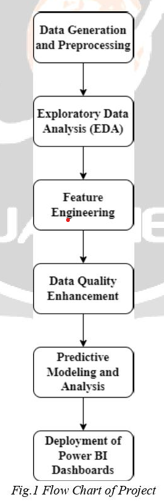 Data Generation
and Preprocessing
Exploratory Data
Analysis (EDA)
Feature
Engineering
Data Quality
Enhancement
Predictive
Modeling and
Analysis
Deployment of
Power BI
Dashboards
Fig.1 Flow Chart of Project